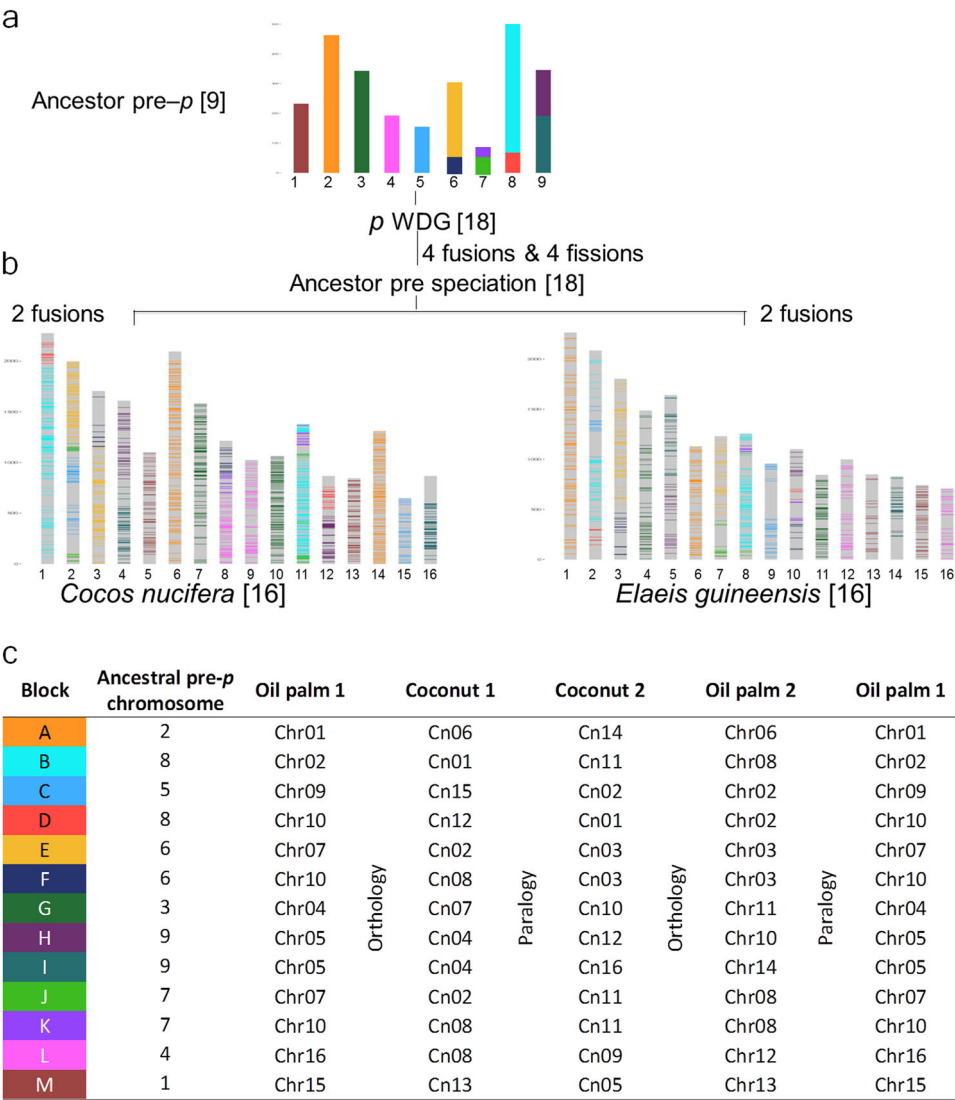 a
Ancestor pre–p [9]
1 2 3 4 5 6 7 8 9
p WDG [18]
4 fusions & 4 fissions
b
Ancestor pre speciation [18]
2 fusions
2 fusions
1 2 3 4 5 6 7 8 9 10 11 12 13 14 15 16
1 2 3 4 5 6 7 8 9 10 11 12 13 14 15 16
Cocos nucifera [16]
Elaeis guineensis [16]
c
Block Ancestral pre-p chromosome Oil palm 1 Coconut 1 Coconut 2 Oil palm 2 Oil palm 1
A 2 Chr01 Cn06 Cn14 Chr06 Chr01
B 8 Chr02 Cn01 Cn11 Chr08 Chr02
C 5 Chr09 Cn15 Cn02 Chr02 Chr09
D 8 Chr10 Cn12 Cn01 Chr02 Chr10
E 6 Chr07 Cn02 Cn03 Chr03 Chr07
F 6 Chr10 Cn08 Cn03 Chr03 Chr10
G 3 Chr04 Cn07 Cn10 Chr11 Chr04
H 9 Chr05 Cn04 Cn12 Chr10 Chr05
I 9 Chr05 Cn04 Cn16 Chr14 Chr05
J 7 Chr07 Cn02 Cn11 Chr08 Chr07
K 7 Chr10 Cn08 Cn11 Chr08 Chr10
L 4 Chr16 Cn08 Cn09 Chr12 Chr16
M 1 Chr15 Cn13 Cn05 Chr13 Chr15
Orthology
Paralogy
Orthology
Paralogy